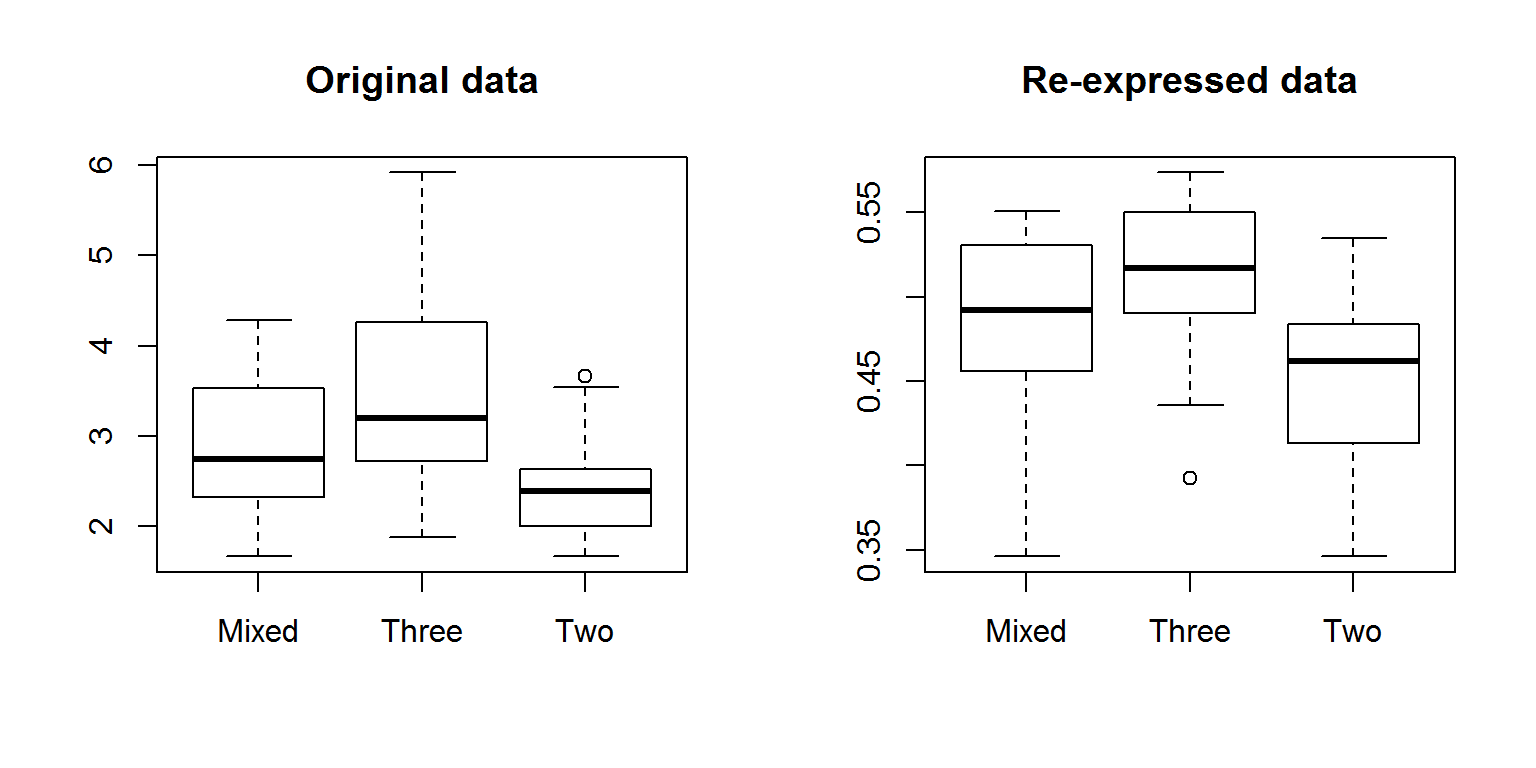 Original data
6
5
4
3
2
Mixed Three Two
Re-expressed data
0.55
0.45
0.35
Mixed Three Two